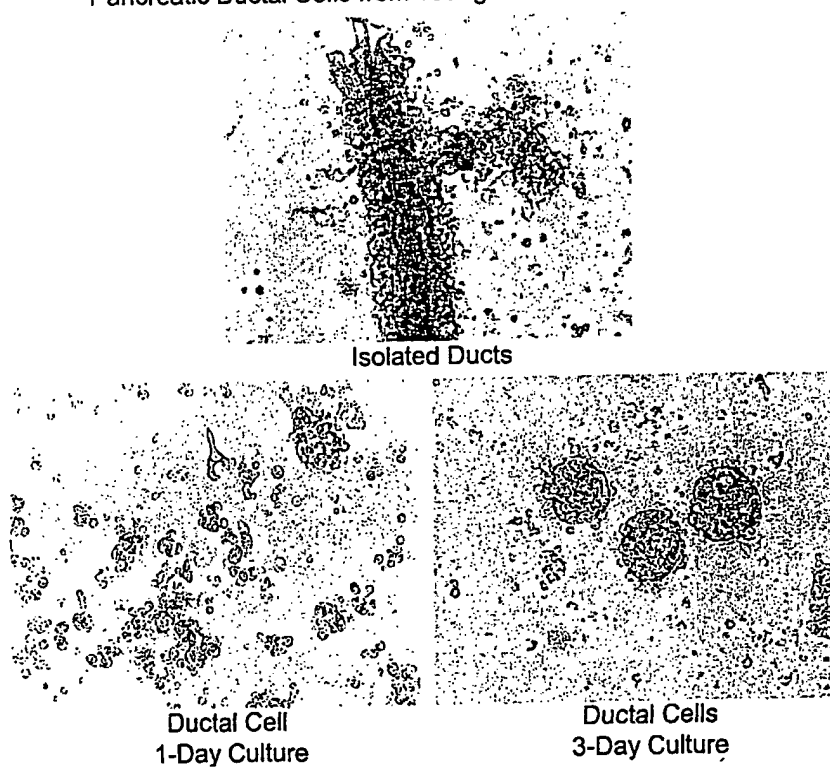 Pancreatic Ductal Cells from
Isolated Ducts
Ductal Cell
1-Day Culture
Ductal Cells
3-Day Culture